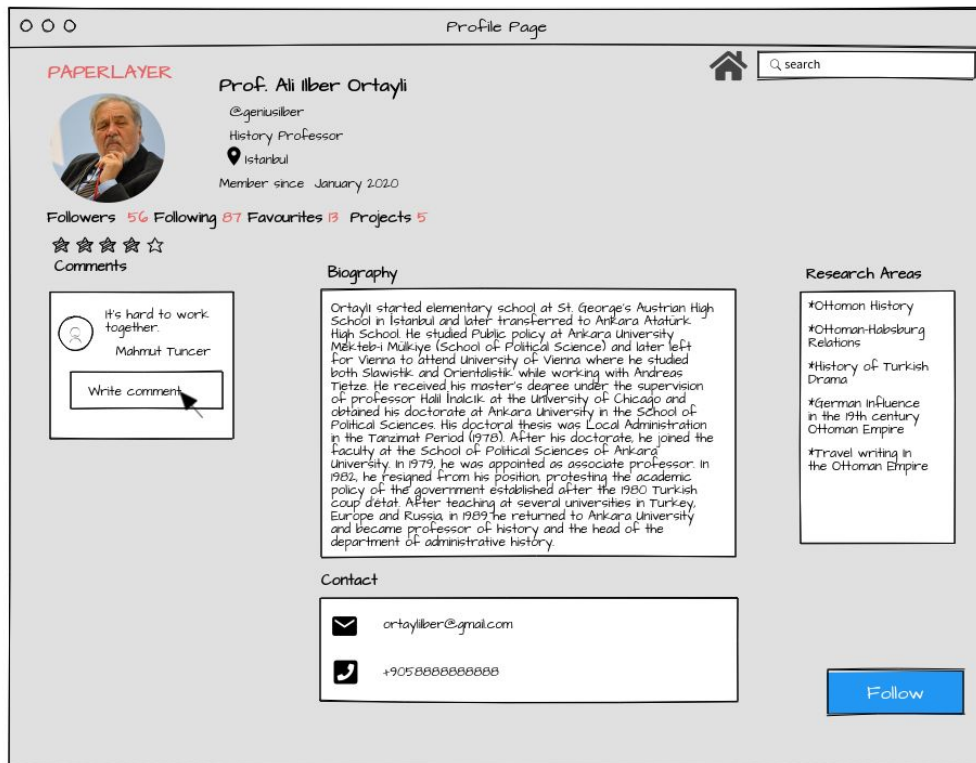 Profile Page
PAPERLAYER
search
Prof. Ali Ilber Ortayli
@geniusilber
History Professor
Istanbul
Member since January 2020
Followers 56 Following 87 Favourites 13 Projects 5
Comments
It's hard to work
together.
Mahmut Tuncer
Write comment
Biography
Ortaylı started elementary school at St. George's Austrian High
School in İstanbul and later transferred to Ankara Atatürk
High School. He studied Public policy at Ankara University
Mekteb-i Mülkiye (School of Political Science) and later left
for Vienna to attend University of Vienna where he studied
both Slawistik and Orientalistik while working with Andreas
Tietze. He received his master's degree under the supervision
of professor Halil İnalcık at the University of Chicago and
obtained his doctorate at Ankara University in the School of
Political Sciences. His doctoral thesis was Local Administration
in the Tanzimat Period (1978). After his doctorate, he joined the
faculty at the School of Political Sciences of Ankara
University. In 1979, he was appointed as associate professor. In
1982, he resigned from his position, protesting the academic
policy of the government established after the 1980 Turkish
coup d'état. After teaching at several universities in Turkey,
Europe and Russia, in 1989 he returned to Ankara University
and became professor of history and the head of the
department of administrative history.
Research Areas
*Ottomon History
*Ottoman-Habsburg
Relations
*History of Turkish
Drama
*German Influence
in the 19th century
Ottoman Empire
*Travel writing in
the Ottoman Empire
Contact
ortaylilber@gmail.com
+9058888888888
Follow